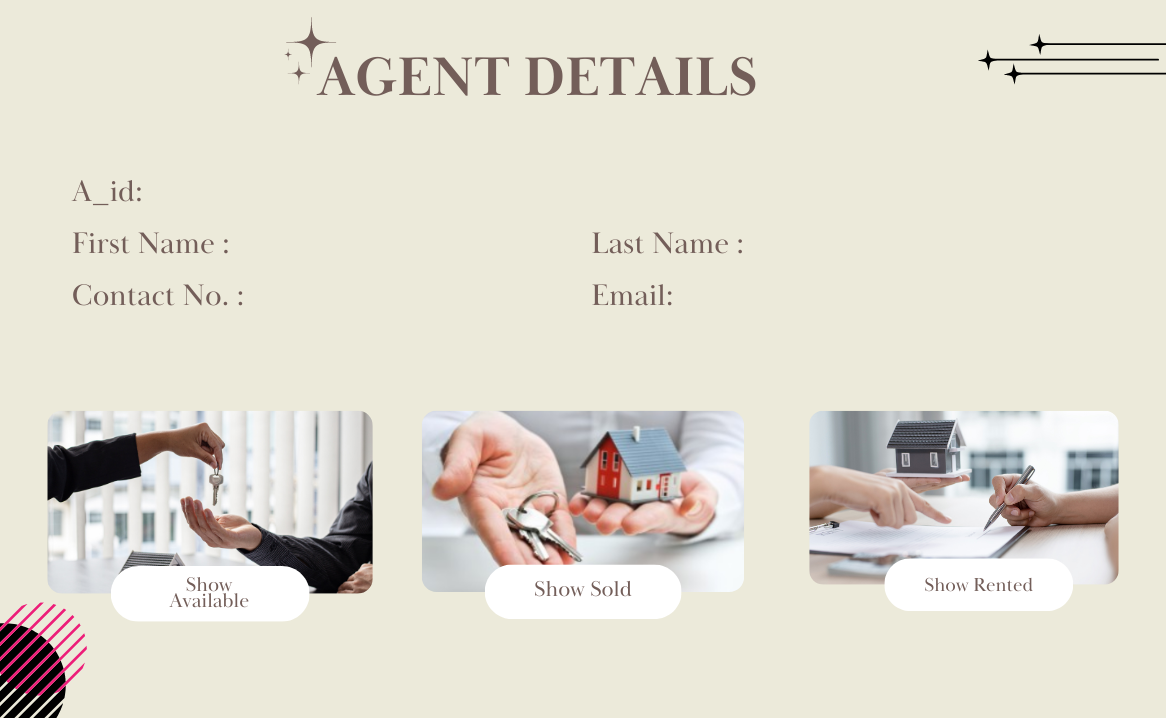 AGENT DETAILS
A_id:
First Name :
Last Name :
Contact No. :
Email:
Show
Available
Show Sold
Show Rented